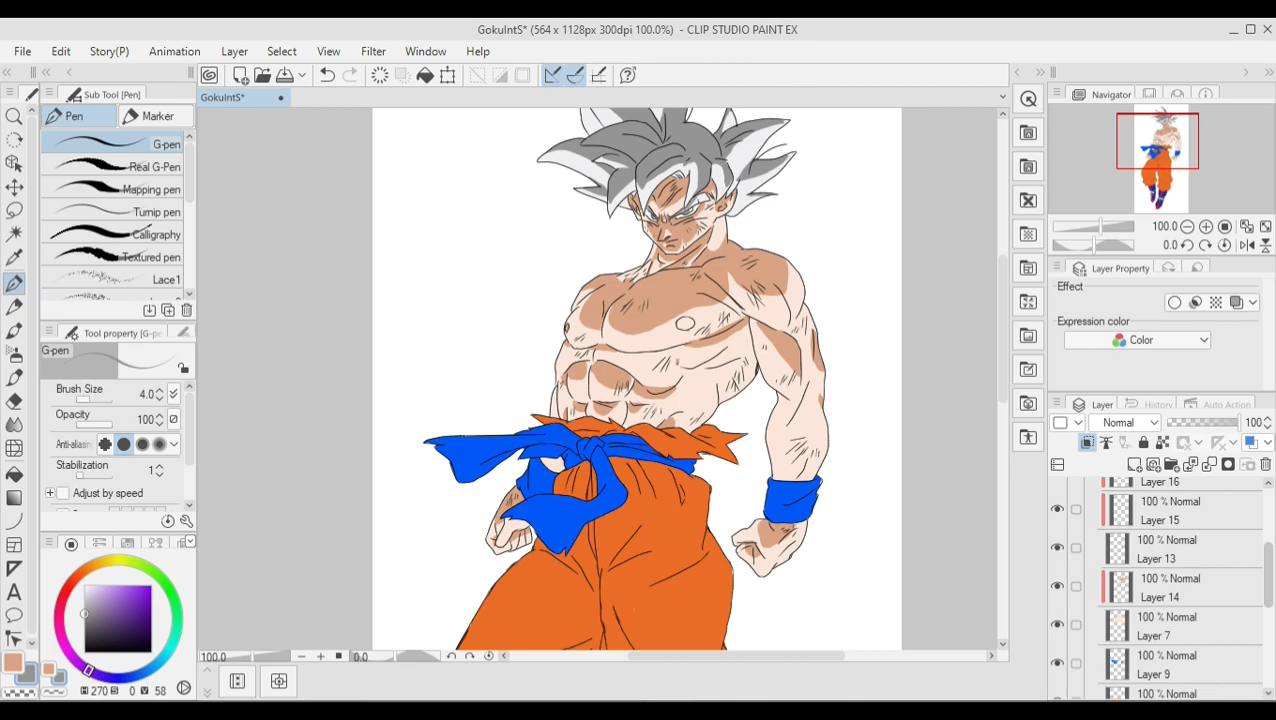 GokuIntS* (564 x 1128px 300dpi 100.0%) - CLIP STUDIO PAINT EX
File Edit Story(P) Animation Layer Select View Filter Window Help
Sub Tool [Pen]
GokuIntS*
Navigator
Pen Marker
G-pen
Real G-Pen
Mapping pen
Turnip pen
Calligraphy
Textured pen
Lace1
100.0
0.0
Layer Property
Effect
Expression color
Color
Tool property [G-pe
G-pen
Brush Size 4.0
Opacity 100
Anti-aliasing
Stabilization 1
Adjust by speed
Layer History Auto Action
Normal 100
Layer 16
100 % Normal
Layer 15
100 % Normal
Layer 13
100 % Normal
Layer 14
100 % Normal
Layer 7
100 % Normal
Layer 9
100 % Normal
100.0 0.0
H 270 S 0 V 58